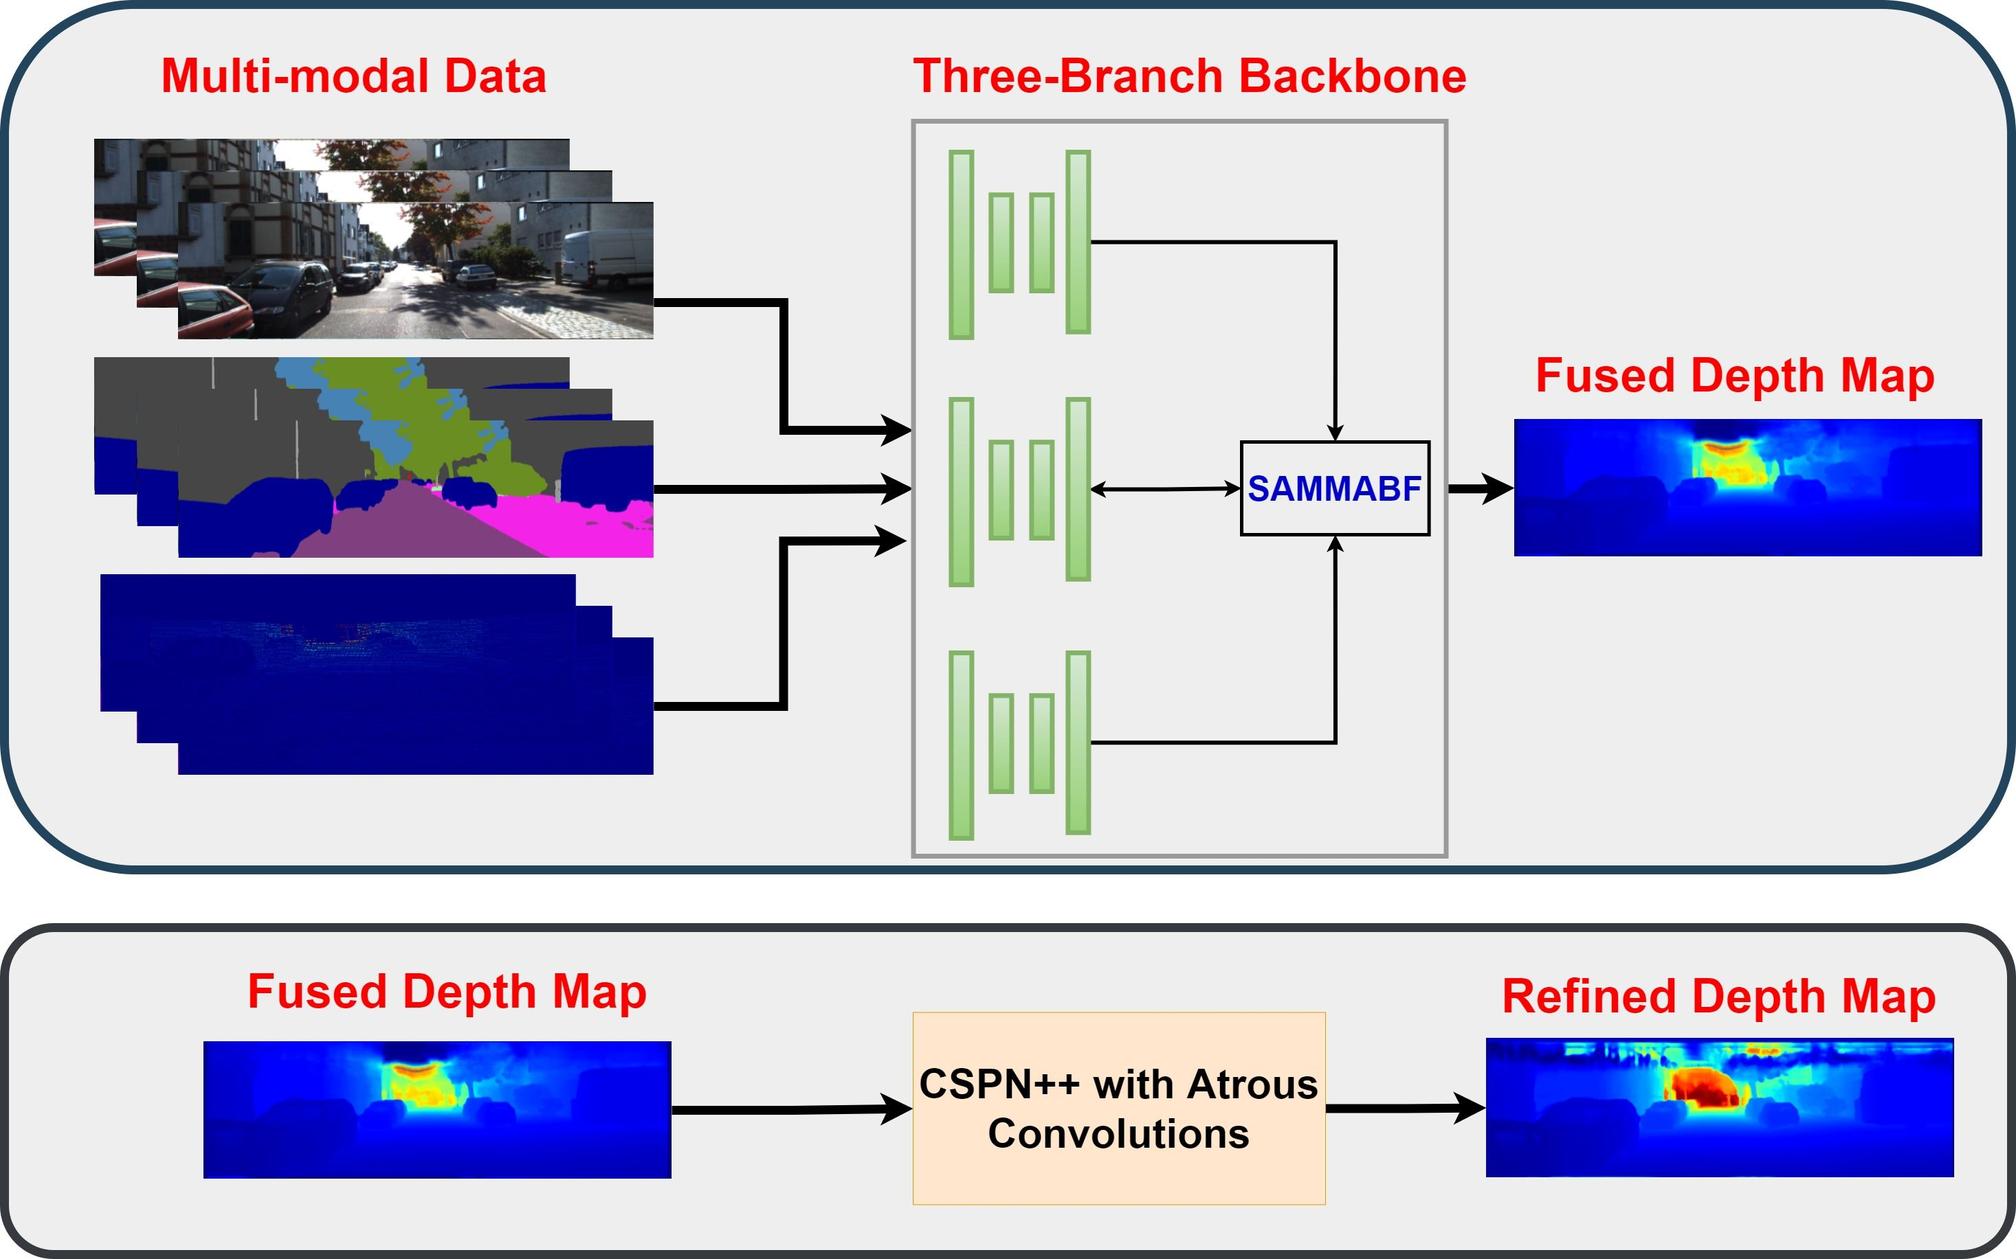 Multi-modal Data
Three-Branch Backbone
SAMMABF
Fused Depth Map
Fused Depth Map
CSPN++ with Atrous
Convolutions
Refined Depth Map